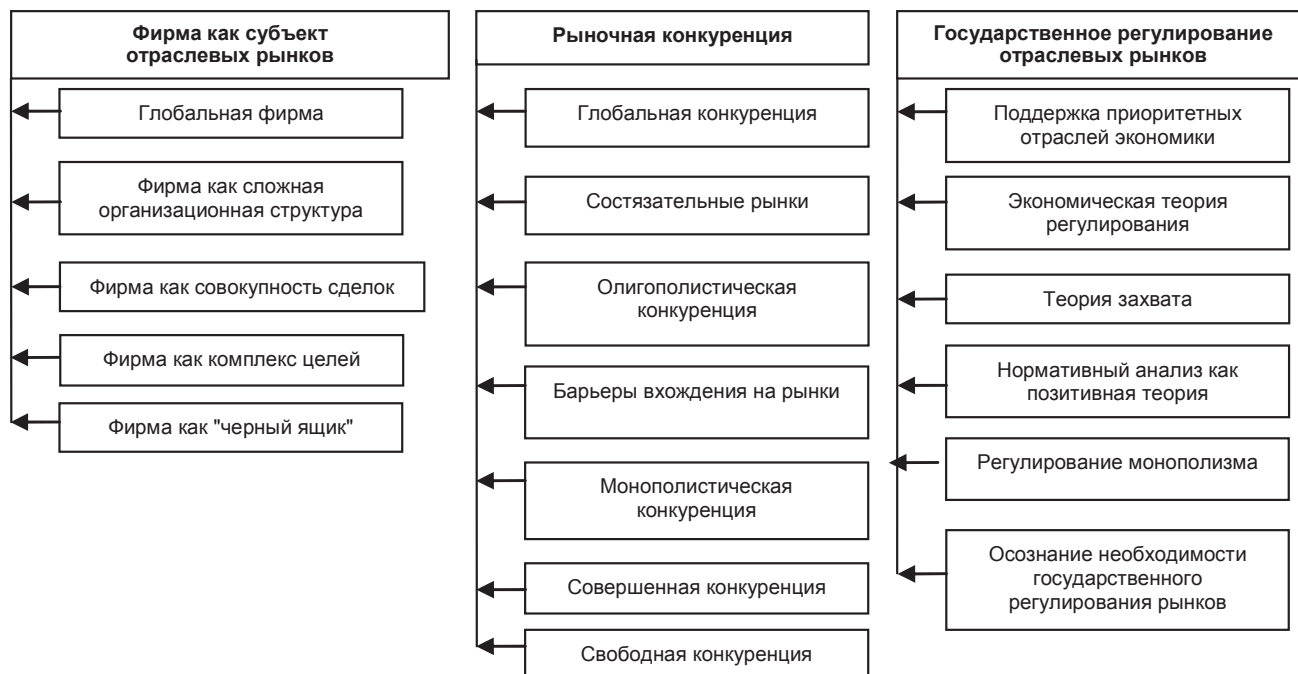 Фирма как субъект
отраслевых рынков
Глобальная фирма
Фирма как сложная
организационная структура
Фирма как совокупность сделок
Фирма как комплекс целей
Фирма как "черный ящик"
Рыночная конкуренция
Глобальная конкуренция
Состязательные рынки
Олигополистическая
конкуренция
Барьеры вхождения на рынки
Монополистическая
конкуренция
Совершенная конкуренция
Свободная конкуренция
Государственное регулирование
отраслевых рынков
Поддержка приоритетных
отраслей экономики
Экономическая теория
регулирования
Теория захвата
Нормативный анализ как
позитивная теория
Регулирование монополизма
Осознание необходимости
государственного
регулирования рынков